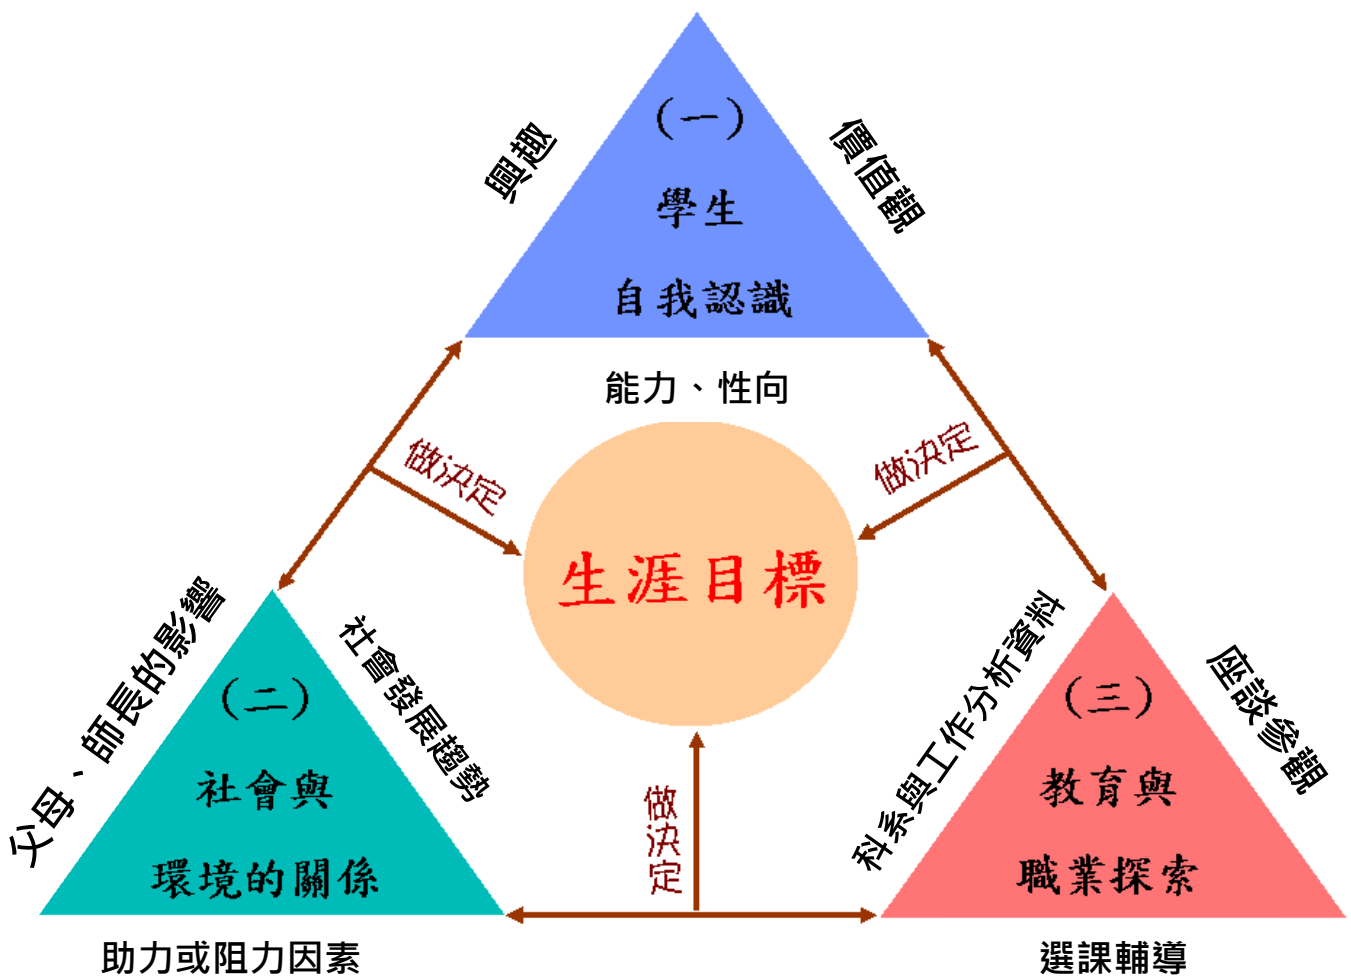 (一)
學生
自我認識
興趣
價值觀
能力、性向
做決定
做決定
生涯目標
父母、師長的影響
社會發展趨勢
(二)
社會與
環境的關係
助力或阻力因素
做決定
科系與工作分析資料
座談參觀
(三)
教育與
職業探索
選課輔導